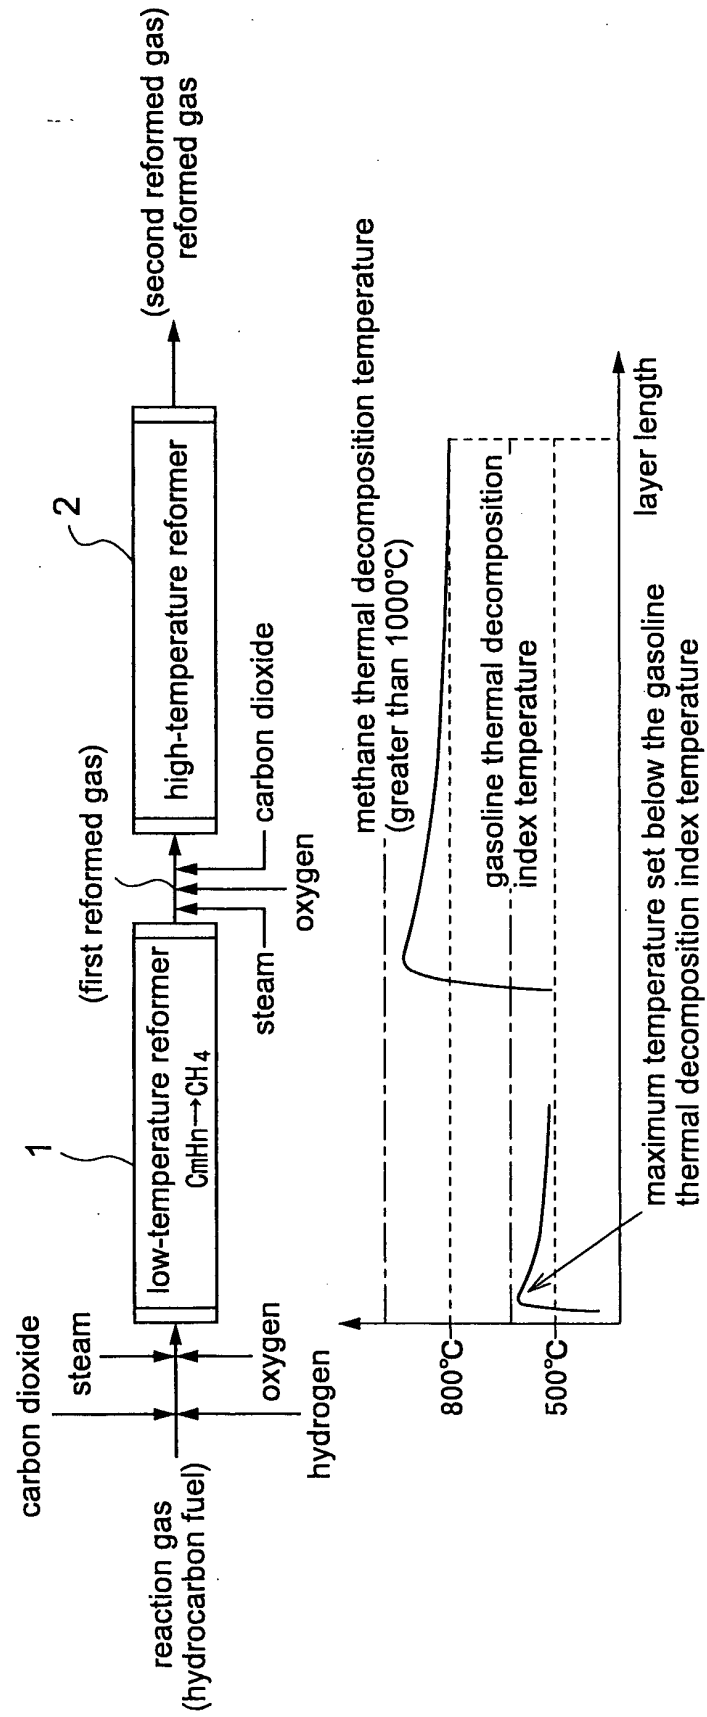 carbon dioxide
steam
reaction gas
(hydrocarbon fuel)
hydrogen
oxygen
1
low-temperature reformer
CmHn→CH4
(first reformed gas)
steam
oxygen
carbon dioxide
2
high-temperature reformer
(second reformed gas)
reformed gas
methane thermal decomposition temperature
(greater than 1000°C)
gasoline thermal decomposition
index temperature
800°C
500°C
layer length
maximum temperature set below the gasoline
thermal decomposition index temperature